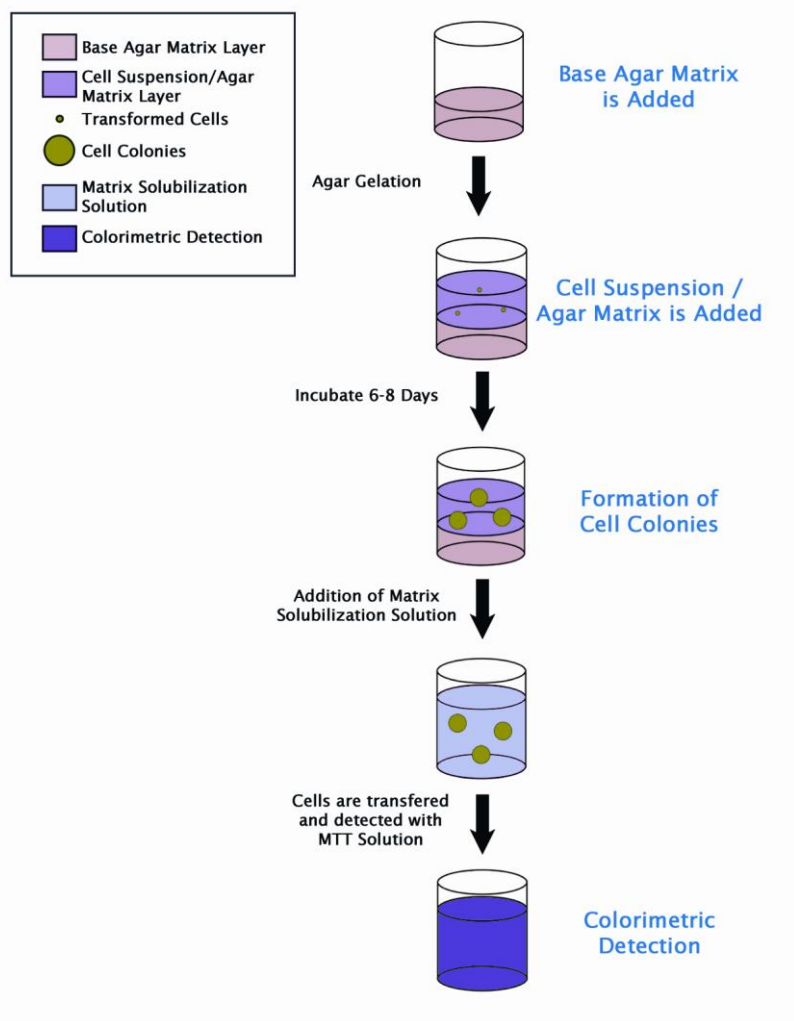 Base Agar Matrix Layer
Cell Suspension/Agar
Matrix Layer
Transformed Cells
Cell Colonies
Matrix Solubilization
Solution
Colorimetric Detection
Base Agar Matrix
is Added
Agar Gelation
Cell Suspension /
Agar Matrix is Added
Incubate 6-8 Days
Formation of
Cell Colonies
Addition of Matrix
Solubilization Solution
Cells are transfered
and detected with
MTT Solution
Colorimetric
Detection